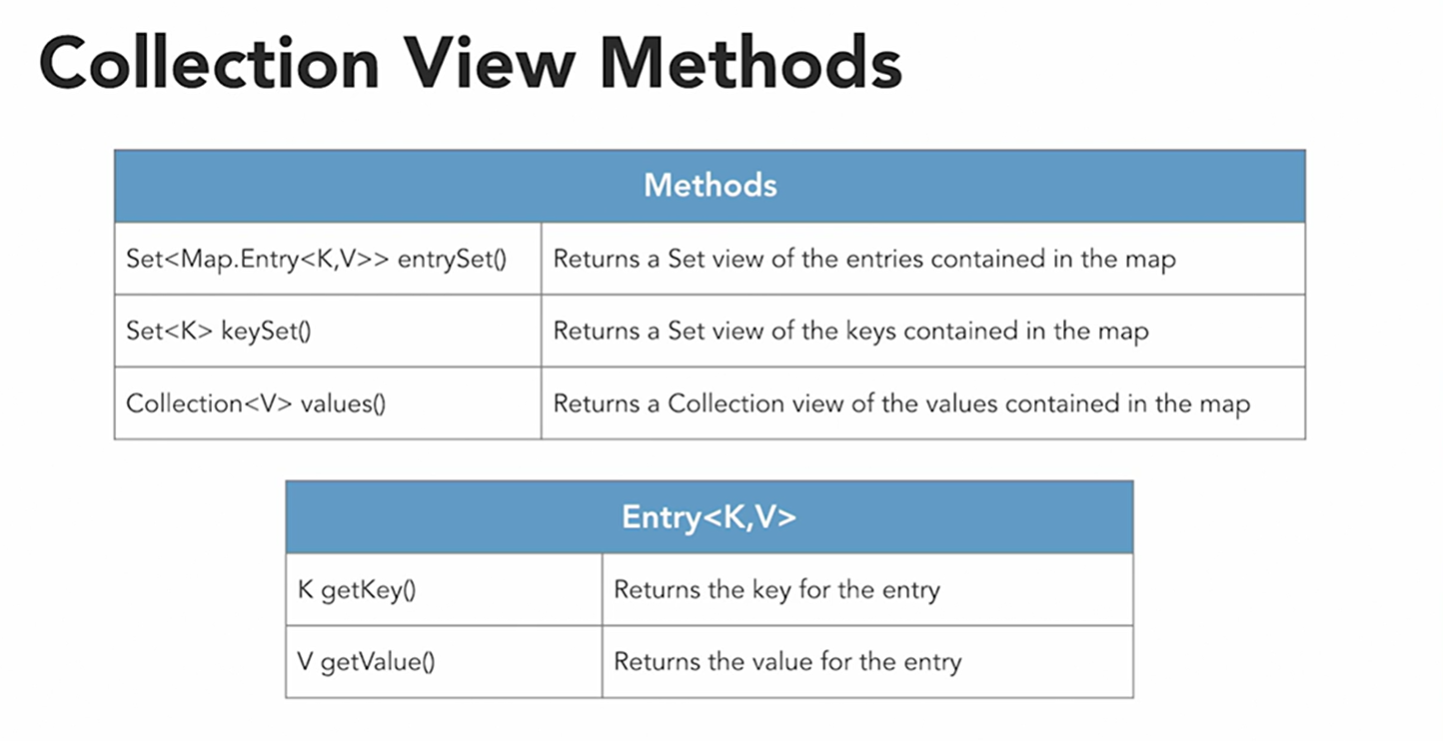 Collection View Methods
Methods
Set<Map.Entry<K,V>> entrySet()
Returns a Set view of the entries contained in the map
Set<K> keySet()
Returns a Set view of the keys contained in the map
Collection<V> values()
Returns a Collection view of the values contained in the map
Entry<K,V>
K getKey()
Returns the key for the entry
V getValue()
Returns the value for the entry